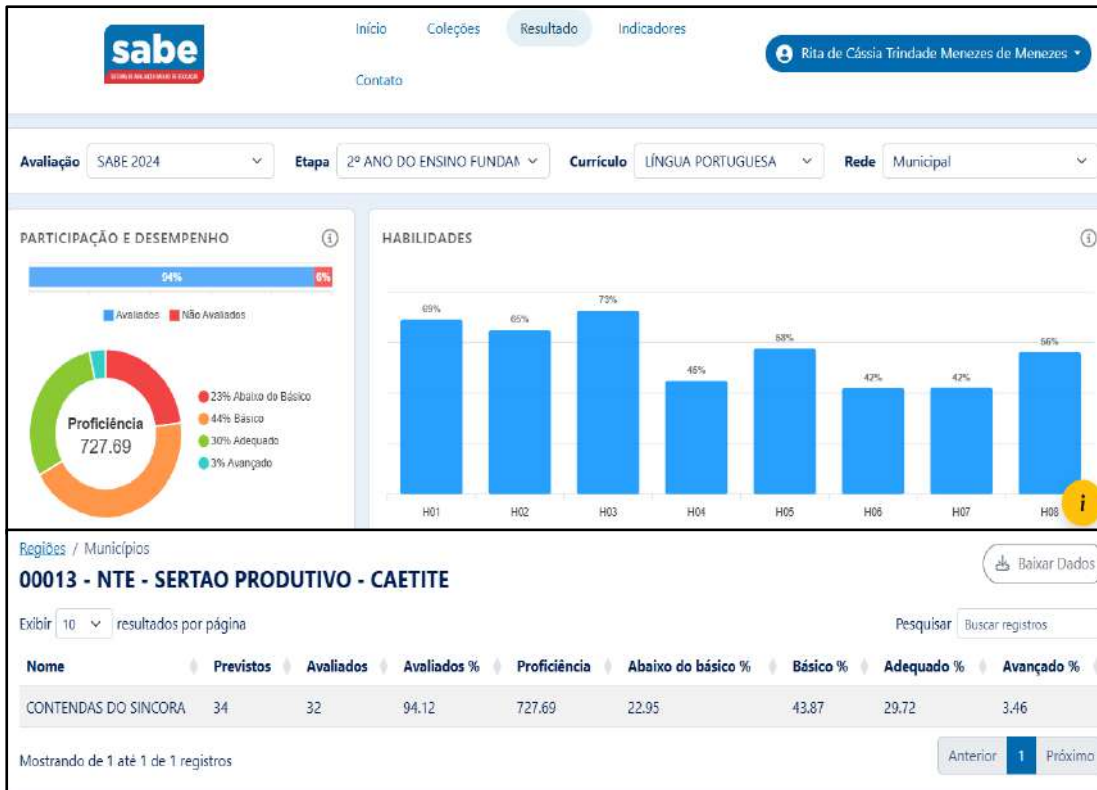 Início Coleções Resultado Indicadores
sabe
Rita de Cássia Trindade Menezes de Menezes
Contato
Avaliação SABE 2024 Etapa 2º ANO DO ENSINO FUNDAM Currículo LÍNGUA PORTUGUESA Rede Municipal
PARTICIPAÇÃO E DESEMPENHO
94% 6%
Avaliados Não Avaliados
Proficiência
727.69
23% Abaixo do Básico
44% Básico
30% Adequado
3% Avançado
HABILIDADES
69% 65% 73% 58% 42% 42% 56%
H01 H02 H03 H04 H05 H06 H07 H08
i
Regiões / Municípios
Baixar Dados
00013 - NTE - SERTAO PRODUTIVO - CAETITE
Exibir 10 resultados por página Pesquisar Buscar registros
Nome Previstos Avaliados Avaliados % Proficiência Abaixo do básico % Básico % Adequado % Avançado %
CONTENDAS DO SINCORA 34 32 94.12 727.69 22.95 43.87 29.72 3.46
Mostrando de 1 até 1 de 1 registros
Anterior 1 Próximo